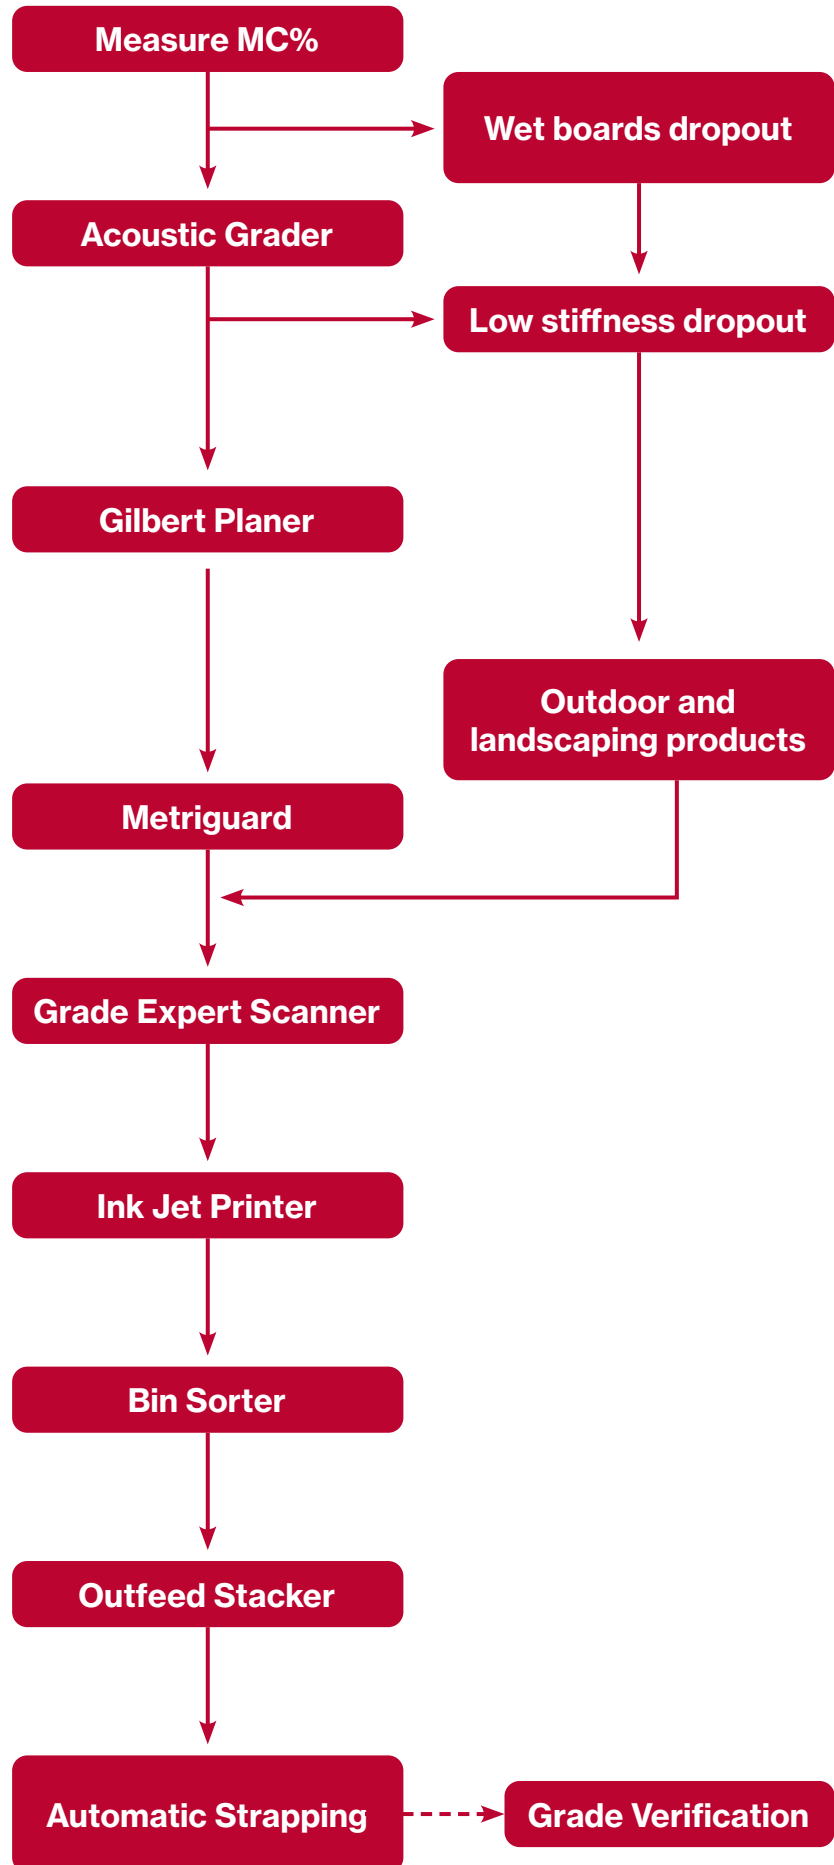 Measure MC%
Wet boards dropout
Acoustic Grader
Low stiffness dropout
Gilbert Planer
Outdoor and
landscaping products
Metriguard
Grade Expert Scanner
Ink Jet Printer
Bin Sorter
Outfeed Stacker
Automatic Strapping
Grade Verification